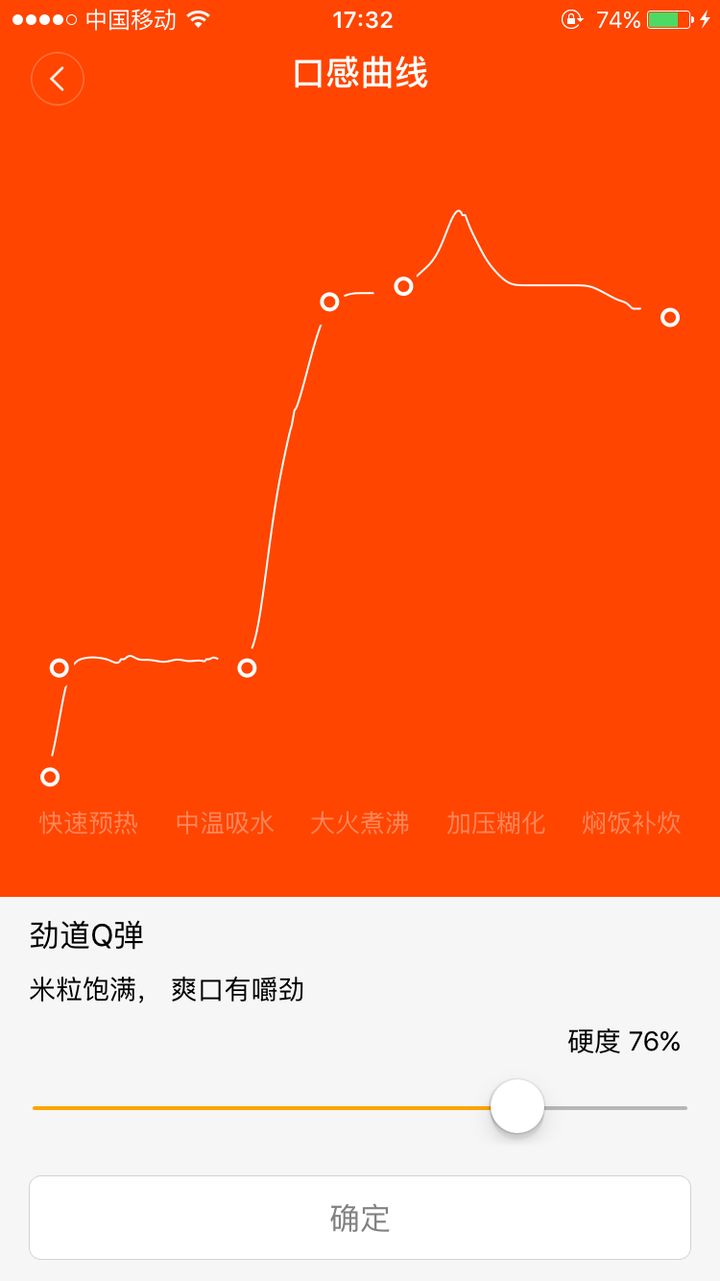 中国移动 17:32 74%
口感曲线
快速预热 中温吸水 大火煮沸 加压糊化 焖饭补炊
劲道Q弹
米粒饱满， 爽口有嚼劲
硬度 76%
确定